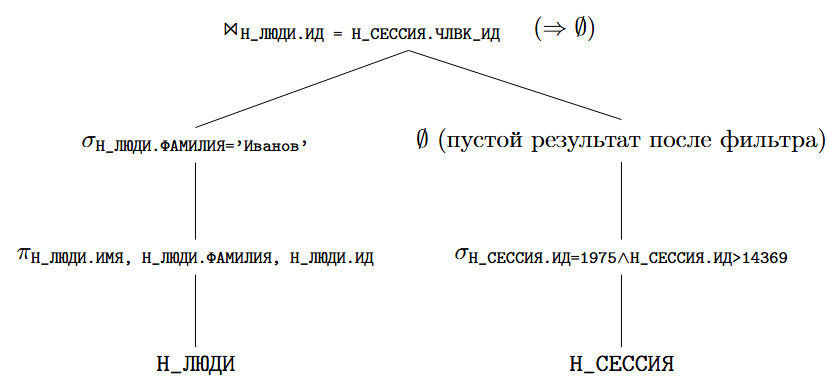 ⋈Н_ЛЮДИ.ИД = Н_СЕССИЯ.ЧЛВК_ИД (⇒ ∅)
σН_ЛЮДИ.ФАМИЛИЯ='Иванов'
∅ (пустой результат после фильтра)
πН_ЛЮДИ.ИМЯ, Н_ЛЮДИ.ФАМИЛИЯ, Н_ЛЮДИ.ИД
σН_СЕССИЯ.ИД=1975∧Н_СЕССИЯ.ИД>14369
Н_ЛЮДИ
Н_СЕССИЯ